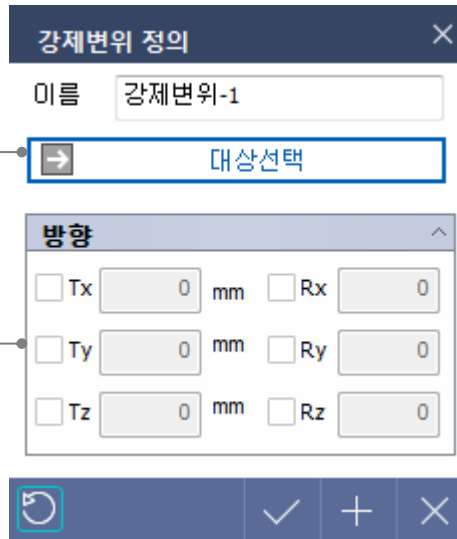 강제변위 정의
이름 강제변위-1
대상선택
방향
Tx 0 mm Rx 0
Ty 0 mm Ry 0
Tz 0 mm Rz 0